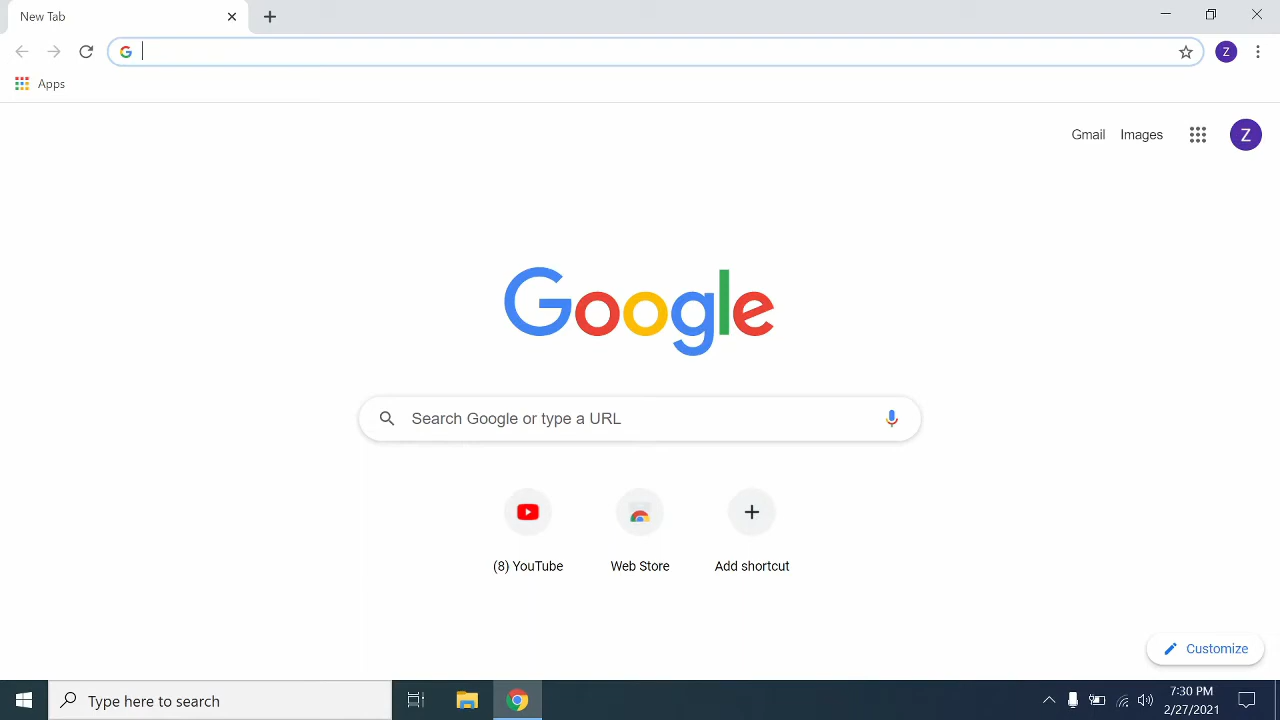 New Tab
Apps
Gmail Images
Z
Z
Google
Search Google or type a URL
(8) YouTube
Web Store
Add shortcut
Customize
Type here to search
7:30 PM
2/27/2021